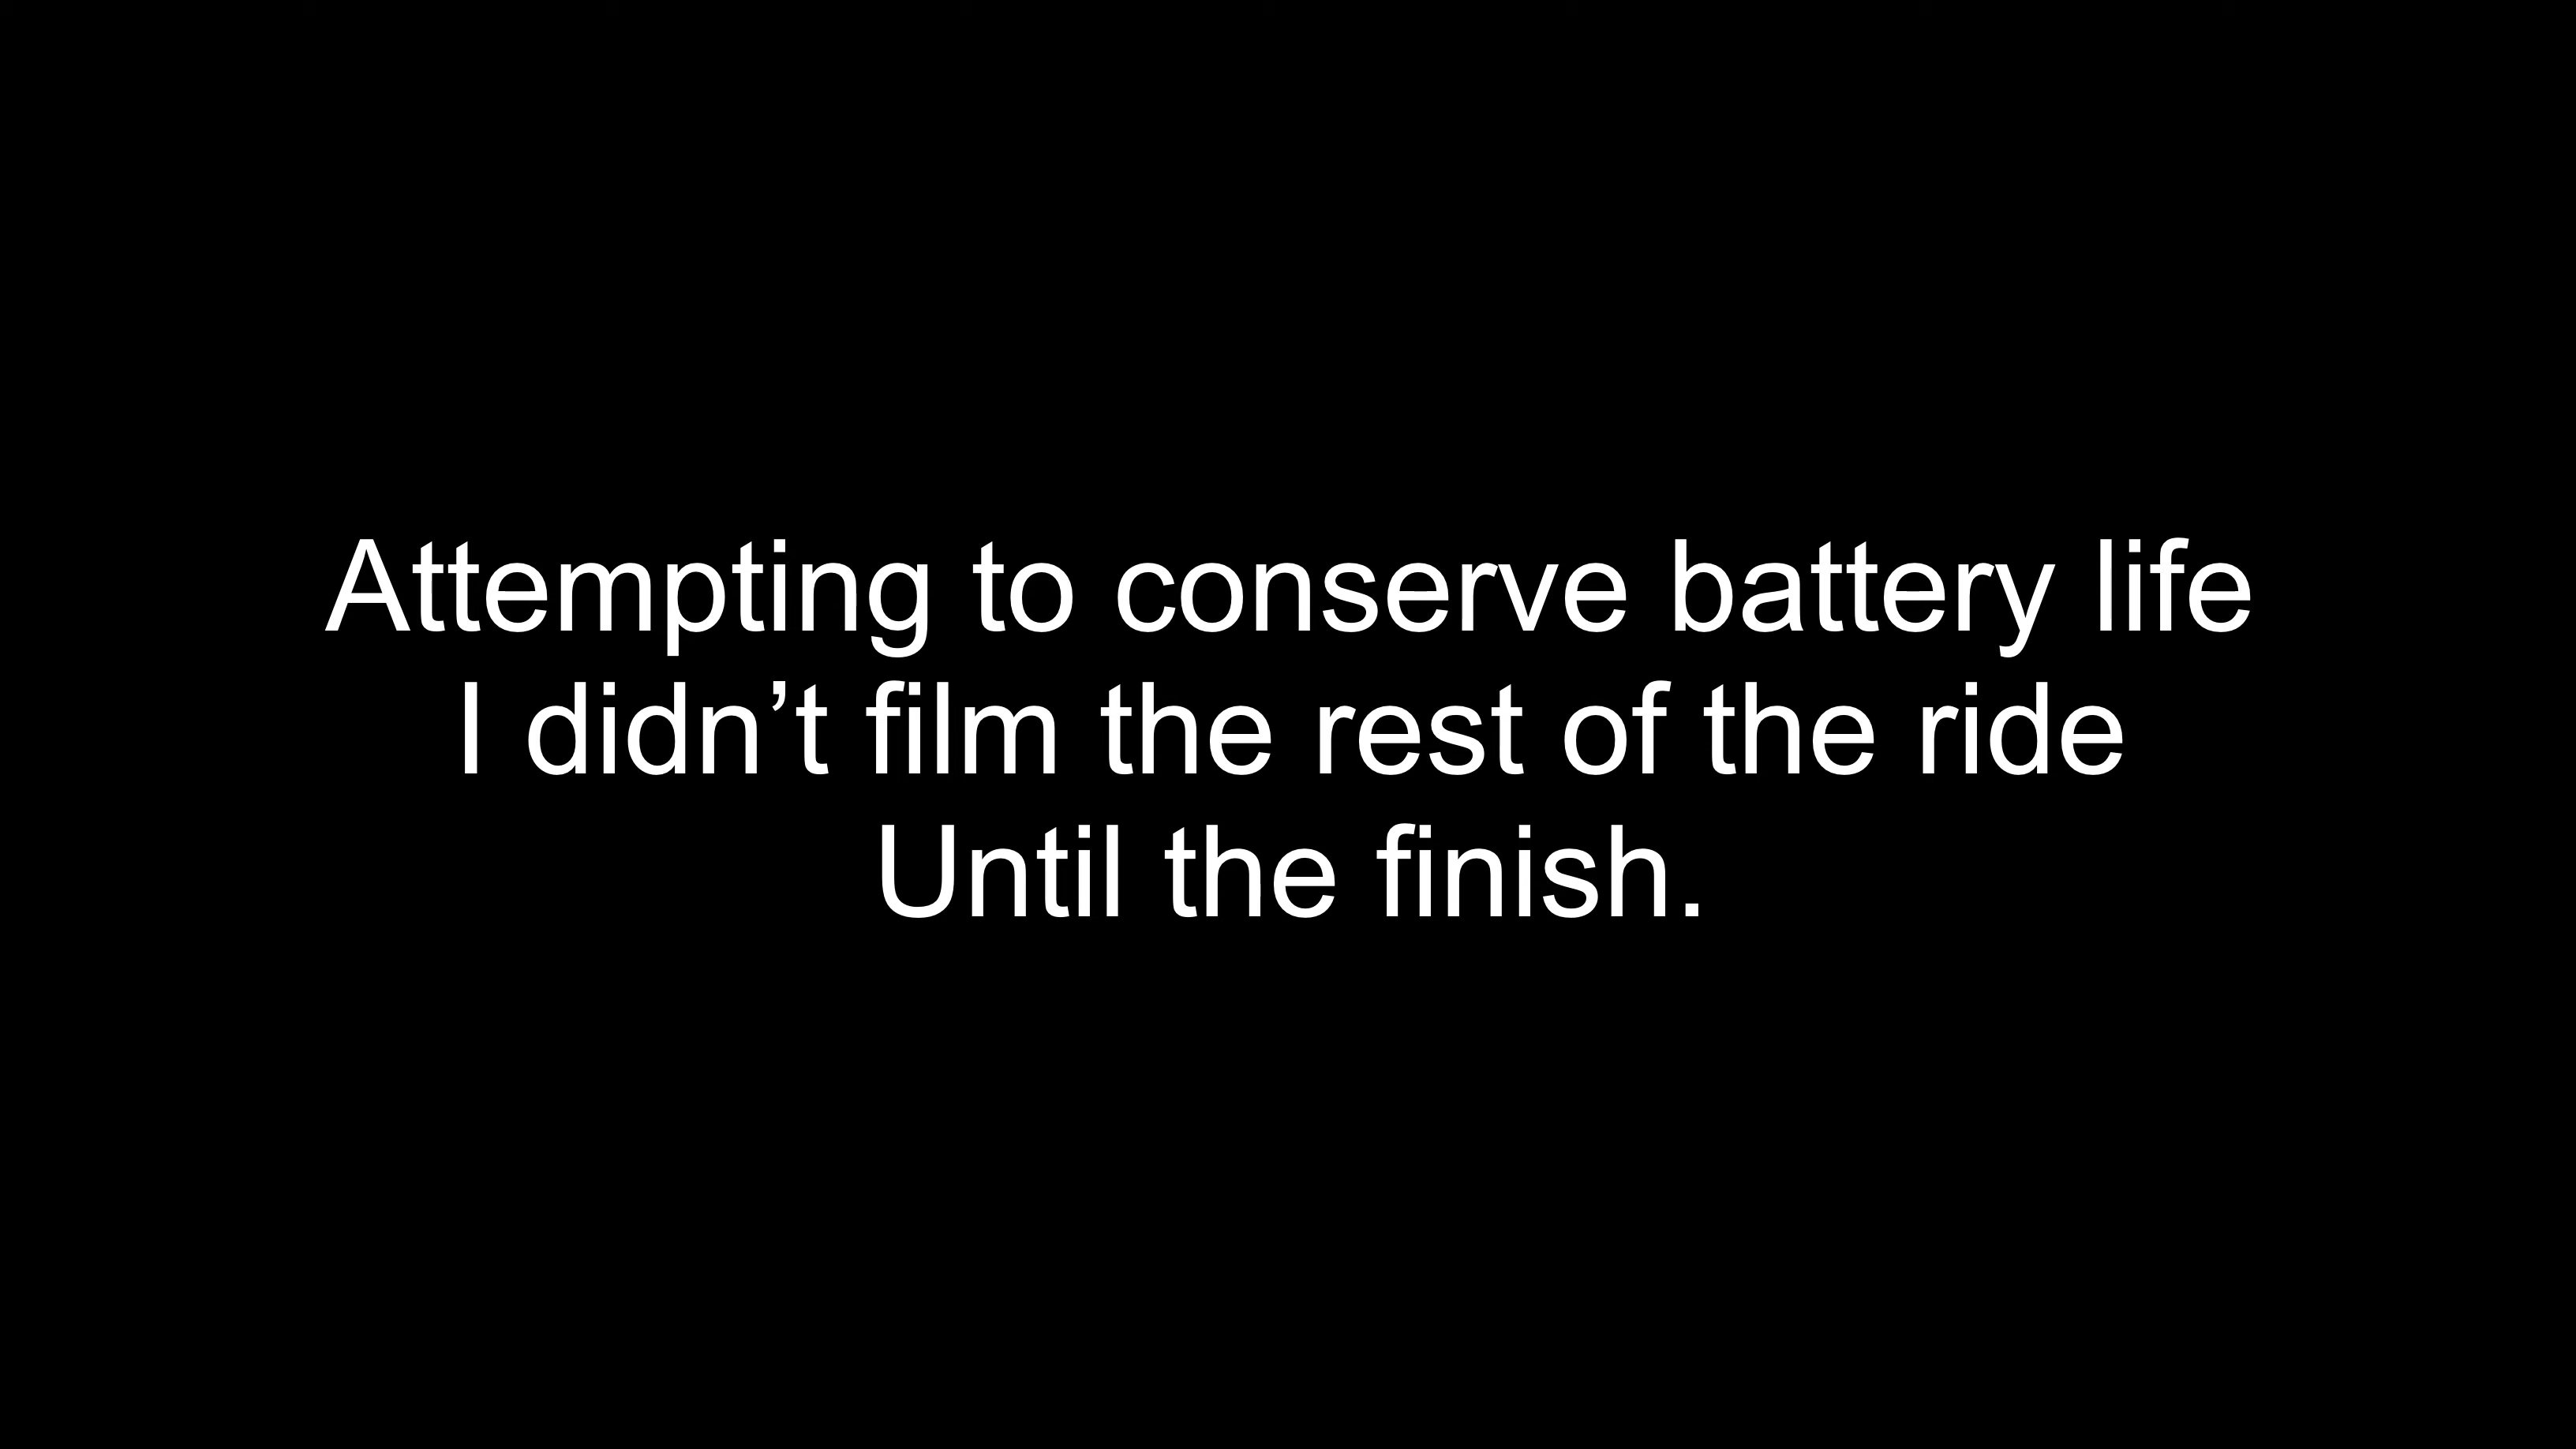 Attempting to conserve battery life
I didn’t film the rest of the ride
Until the finish.